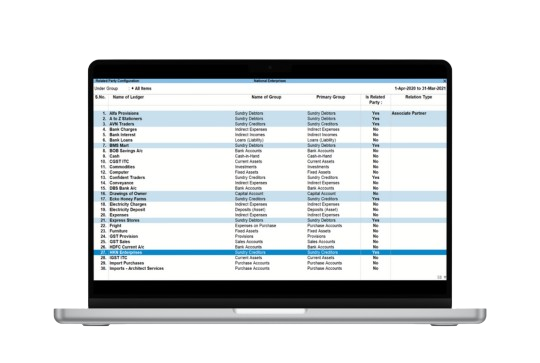 Related Party Configuration National Enterprises
Under Group : ♦ All Items 1-Apr-2020 to 31-Mar-2021
S.No. Name of Ledger Name of Group Primary Group Is Related Party : Relation Type
1. Alfa Provisions Sundry Debtors Sundry Debtors Yes Associate Partner
2. A to Z Stationers Sundry Debtors Sundry Debtors Yes
3. AVN Traders Sundry Creditors Sundry Creditors Yes
4. Bank Charges Indirect Expenses Indirect Expenses No
5. Bank Interest Indirect Incomes Indirect Incomes No
6. Bank Loans Loans (Liability) Loans (Liability) No
7. BMS Mart Sundry Debtors Sundry Debtors Yes
8. BOB Savings A/c Bank Accounts Bank Accounts No
9. Cash Cash-in-Hand Cash-in-Hand No
10. CGST ITC Current Assets Current Assets No
11. Commodities Investments Investments No
12. Computer Fixed Assets Fixed Assets No
13. Confident Traders Sundry Creditors Sundry Creditors Yes
14. Conveyance Indirect Expenses Indirect Expenses No
15. DBS Bank A/c Bank Accounts Bank Accounts No
16. Drawings of Owner Capital Account Capital Account No
17. Echo Honey Farms Sundry Creditors Sundry Creditors Yes
18. Electricity Charges Indirect Expenses Indirect Expenses No
19. Electricity Deposit Deposits (Asset) Deposits (Asset) No
20. Expenses Indirect Expenses Indirect Expenses No
21. Express Stores Sundry Debtors Sundry Debtors Yes
22. Fright Expenses on Purchase Purchase Accounts No
23. Furniture Fixed Assets Fixed Assets No
24. GST Provision Provisions Provisions No
25. GST Sales Sales Accounts Sales Accounts No
26. HDFC Current A/c Bank Accounts Bank Accounts No
27. Enterprises Sundry Creditors Sundry Creditors Yes
28. IGST ITC Current Assets Current Assets No
29. Import Purchases Purchase Accounts Purchase Accounts No
30. Imports - Architect Services Purchase Accounts Purchase Accounts No